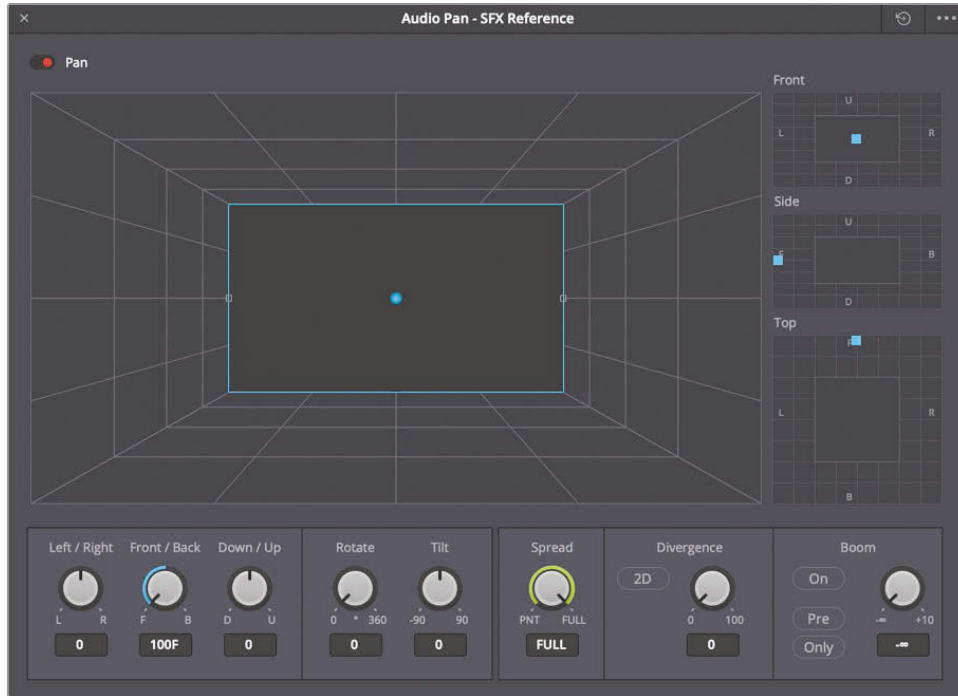 × Audio Pan - SFX Reference •••
Pan
Front
U
L R
D
Side
U
F B
D
Top
F
L R
B
Left / Right Front / Back Down / Up Rotate Tilt Spread Divergence Boom
2D On
L R F B D U 0 ° 360 -90 90 PNT FULL 0 100 Pre -∞ +10
0 100F 0 0 0 FULL 0 Only -∞